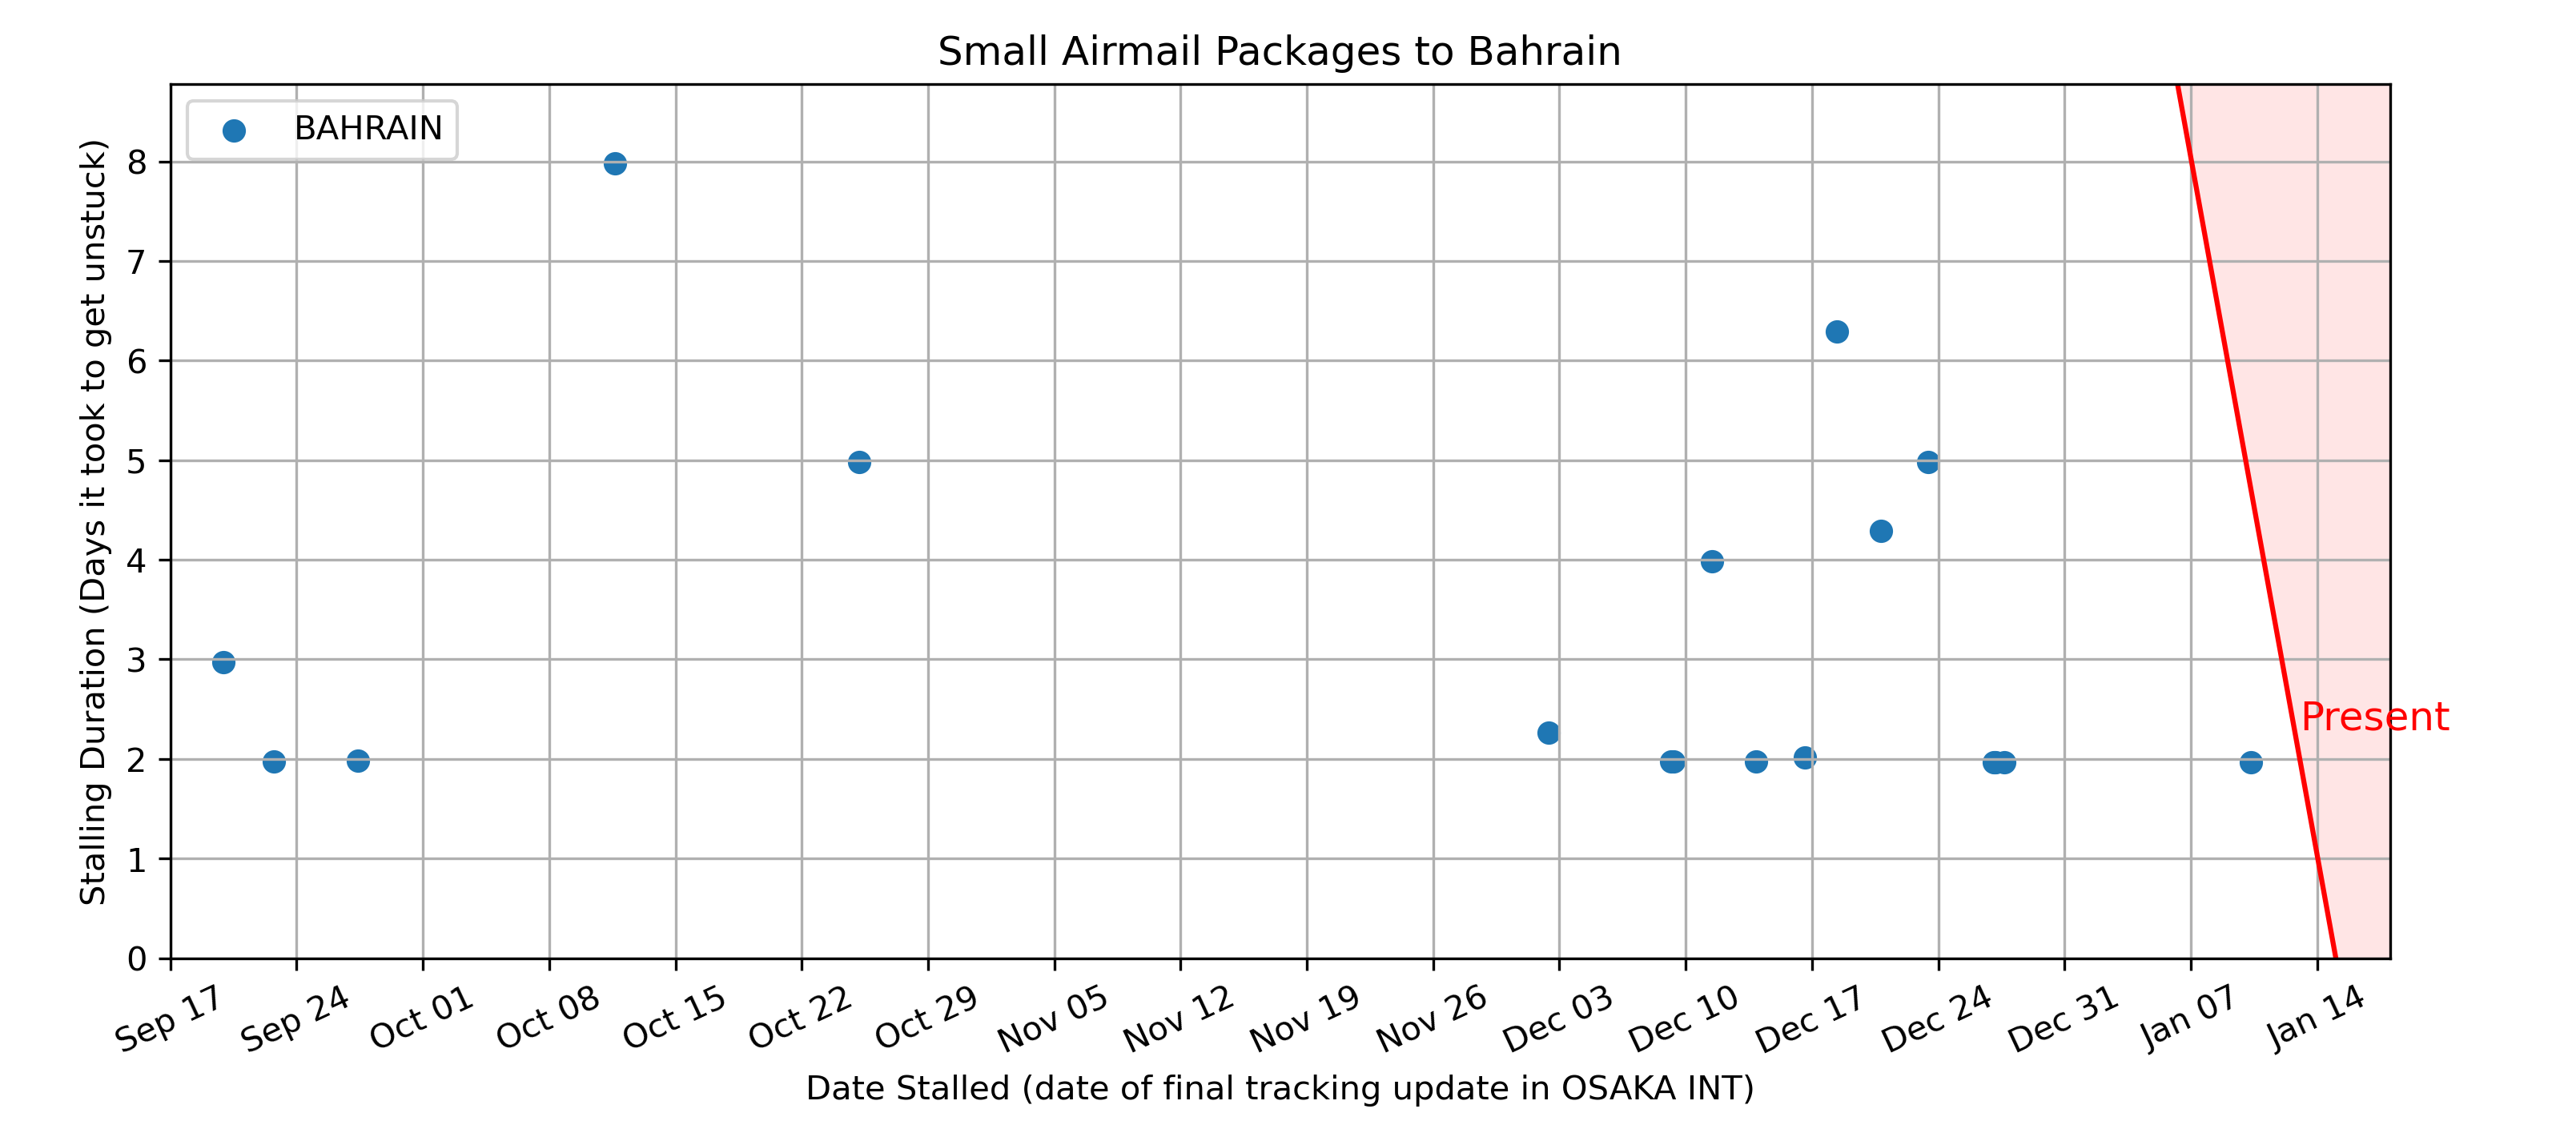 Small Airmail Packages to Bahrain
BAHRAIN
Stalling Duration (Days it took to get unstuck)
8
7
6
5
4
3
2
1
0
Present
Sep 17
Sep 24
Oct 01
Oct 08
Oct 15
Oct 22
Oct 29
Nov 05
Nov 12
Nov 19
Nov 26
Dec 03
Dec 10
Dec 17
Dec 24
Dec 31
Jan 07
Jan 14
Date Stalled (date of final tracking update in OSAKA INT)